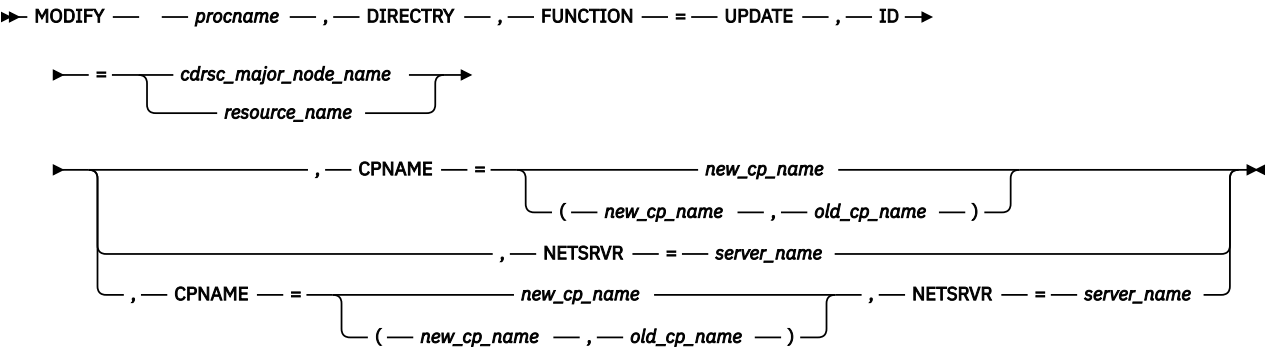 MODIFY procname , DIRECTRY , FUNCTION = UPDATE , ID
= cdrsc_major_node_name
resource_name
, CPNAME = new_cp_name
( new_cp_name , old_cp_name )
, NETSRVR = server_name
, CPNAME = new_cp_name , NETSRVR = server_name
( new_cp_name , old_cp_name )